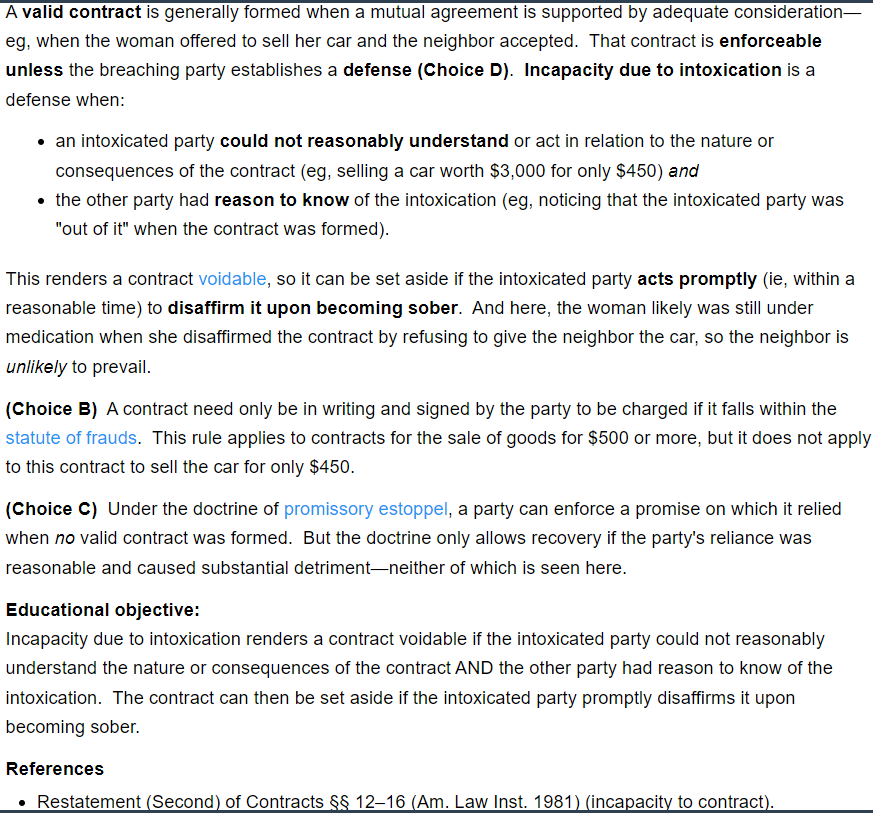 A valid contract is generally formed when a mutual agreement is supported by adequate consideration—
eg, when the woman offered to sell her car and the neighbor accepted. That contract is enforceable
unless the breaching party establishes a defense (Choice D). Incapacity due to intoxication is a
defense when:
• an intoxicated party could not reasonably understand or act in relation to the nature or
consequences of the contract (eg, selling a car worth $3,000 for only $450) and
• the other party had reason to know of the intoxication (eg, noticing that the intoxicated party was
"out of it" when the contract was formed).
This renders a contract voidable, so it can be set aside if the intoxicated party acts promptly (ie, within a
reasonable time) to disaffirm it upon becoming sober. And here, the woman likely was still under
medication when she disaffirmed the contract by refusing to give the neighbor the car, so the neighbor is
unlikely to prevail.
(Choice B) A contract need only be in writing and signed by the party to be charged if it falls within the
statute of frauds. This rule applies to contracts for the sale of goods for $500 or more, but it does not apply
to this contract to sell the car for only $450.
(Choice C) Under the doctrine of promissory estoppel, a party can enforce a promise on which it relied
when no valid contract was formed. But the doctrine only allows recovery if the party's reliance was
reasonable and caused substantial detriment—neither of which is seen here.
Educational objective:
Incapacity due to intoxication renders a contract voidable if the intoxicated party could not reasonably
understand the nature or consequences of the contract AND the other party had reason to know of the
intoxication. The contract can then be set aside if the intoxicated party promptly disaffirms it upon
becoming sober.
References
• Restatement (Second) of Contracts §§ 12–16 (Am. Law Inst. 1981) (incapacity to contract).